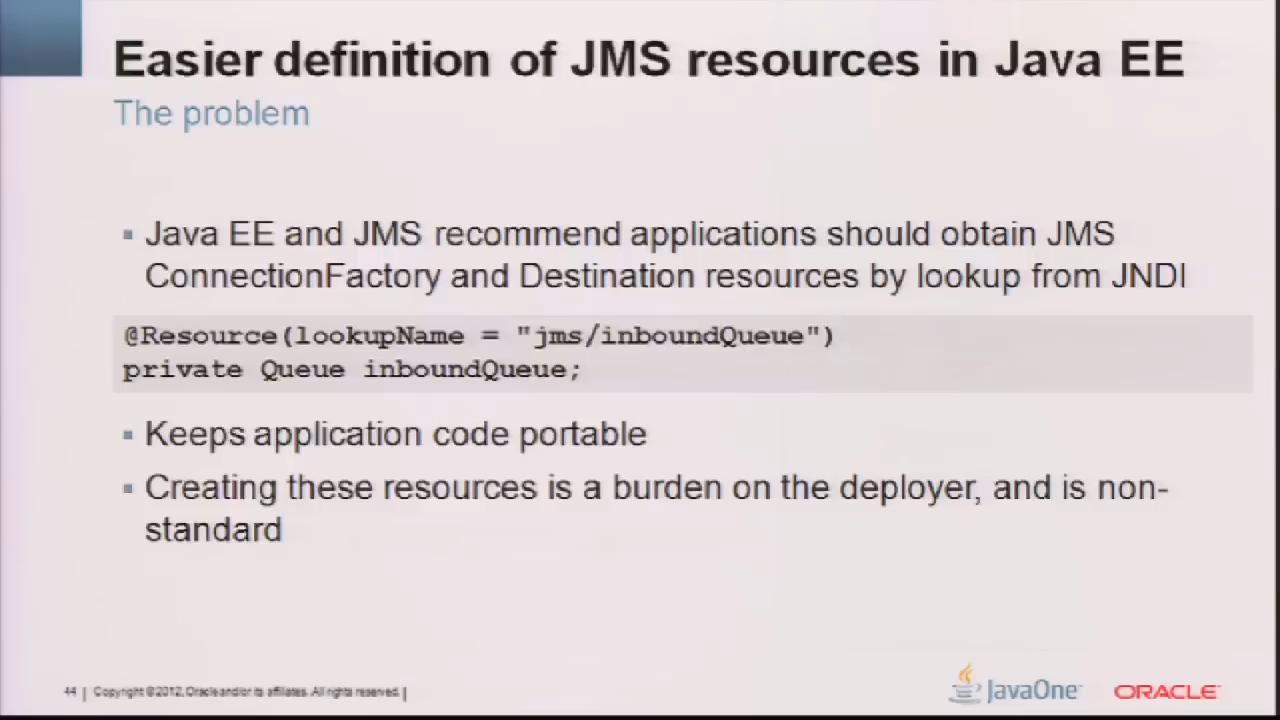 Easier definition of JMS resources in Java EE
The problem
Java EE and JMS recommend applications should obtain JMS
ConnectionFactory and Destination resources by lookup from JNDI
@Resource(lookupName = "jms/inboundQueue")
private Queue inboundQueue;
Keeps application code portable
Creating these resources is a burden on the deployer, and is non-
standard
44 | Copyright © 2012, Oracle and/or its affiliates. All rights reserved. |
JavaOne
ORACLE